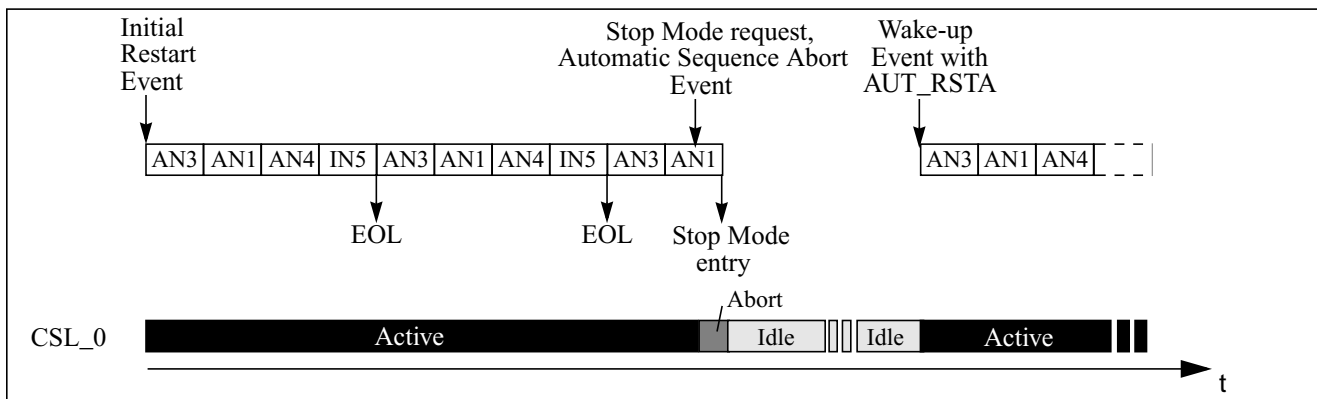 Initial
Restart
Event
Stop Mode request,
Automatic Sequence Abort
Event
Wake-up
Event with
AUT_RSTA
AN3 AN1 AN4 IN5 AN3 AN1 AN4 IN5 AN3 AN1
AN3 AN1 AN4
EOL
EOL
Stop Mode
entry
Abort
CSL_0
Active
Idle
Idle
Active
t